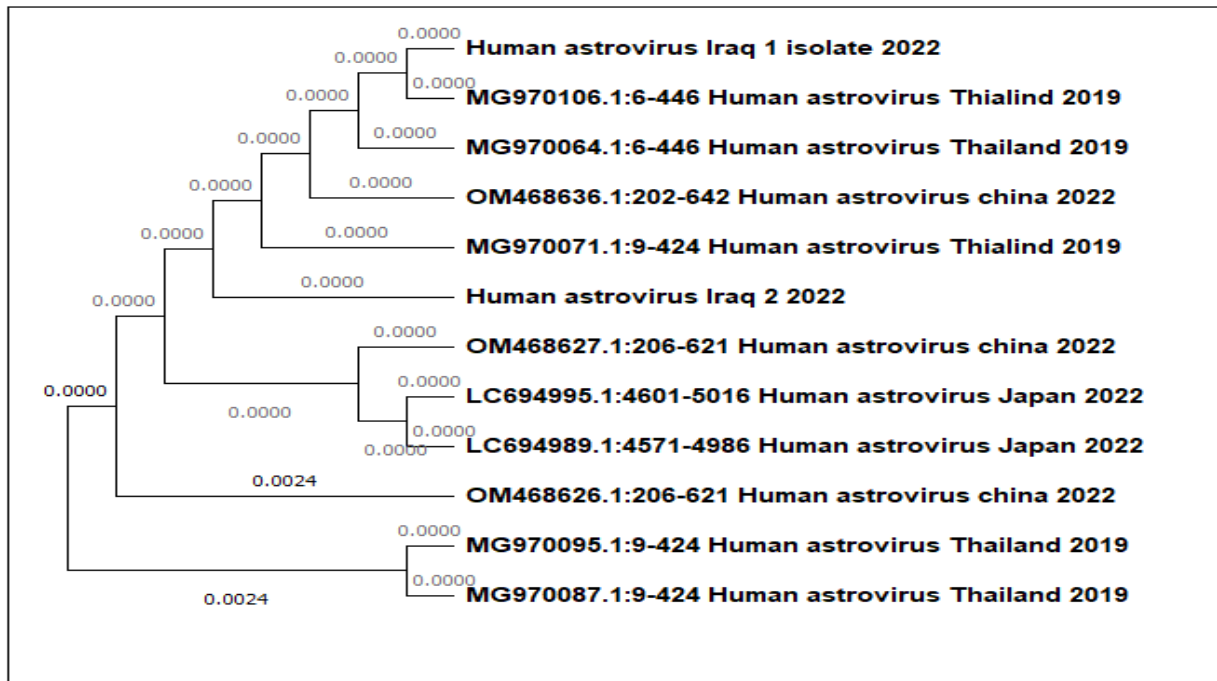 0.0000
Human astrovirus Iraq 1 isolate 2022
0.0000
0.0000
MG970106.1:6-446 Human astrovirus Thialind 2019
0.0000
0.0000
MG970064.1:6-446 Human astrovirus Thailand 2019
0.0000
0.0000
OM468636.1:202-642 Human astrovirus china 2022
0.0000
0.0000
MG970071.1:9-424 Human astrovirus Thialind 2019
0.0000
0.0000
Human astrovirus Iraq 2 2022
0.0000
0.0000
OM468627.1:206-621 Human astrovirus china 2022
0.0000
0.0000
LC694995.1:4601-5016 Human astrovirus Japan 2022
0.0000
0.0000
0.0000
LC694989.1:4571-4986 Human astrovirus Japan 2022
0.0000
0.0024
OM468626.1:206-621 Human astrovirus china 2022
0.0000
MG970095.1:9-424 Human astrovirus Thailand 2019
0.0000
MG970087.1:9-424 Human astrovirus Thailand 2019
0.0024